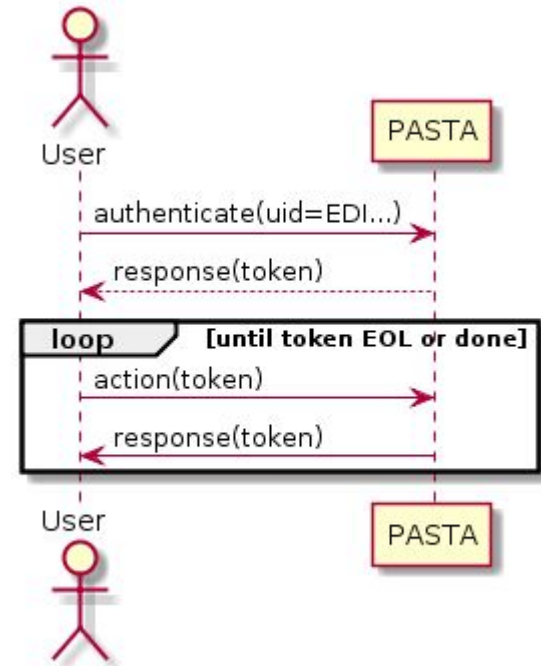 User
PASTA
authenticate(uid=EDI...)
response(token)
loop [until token EOL or done]
action(token)
response(token)
User
PASTA